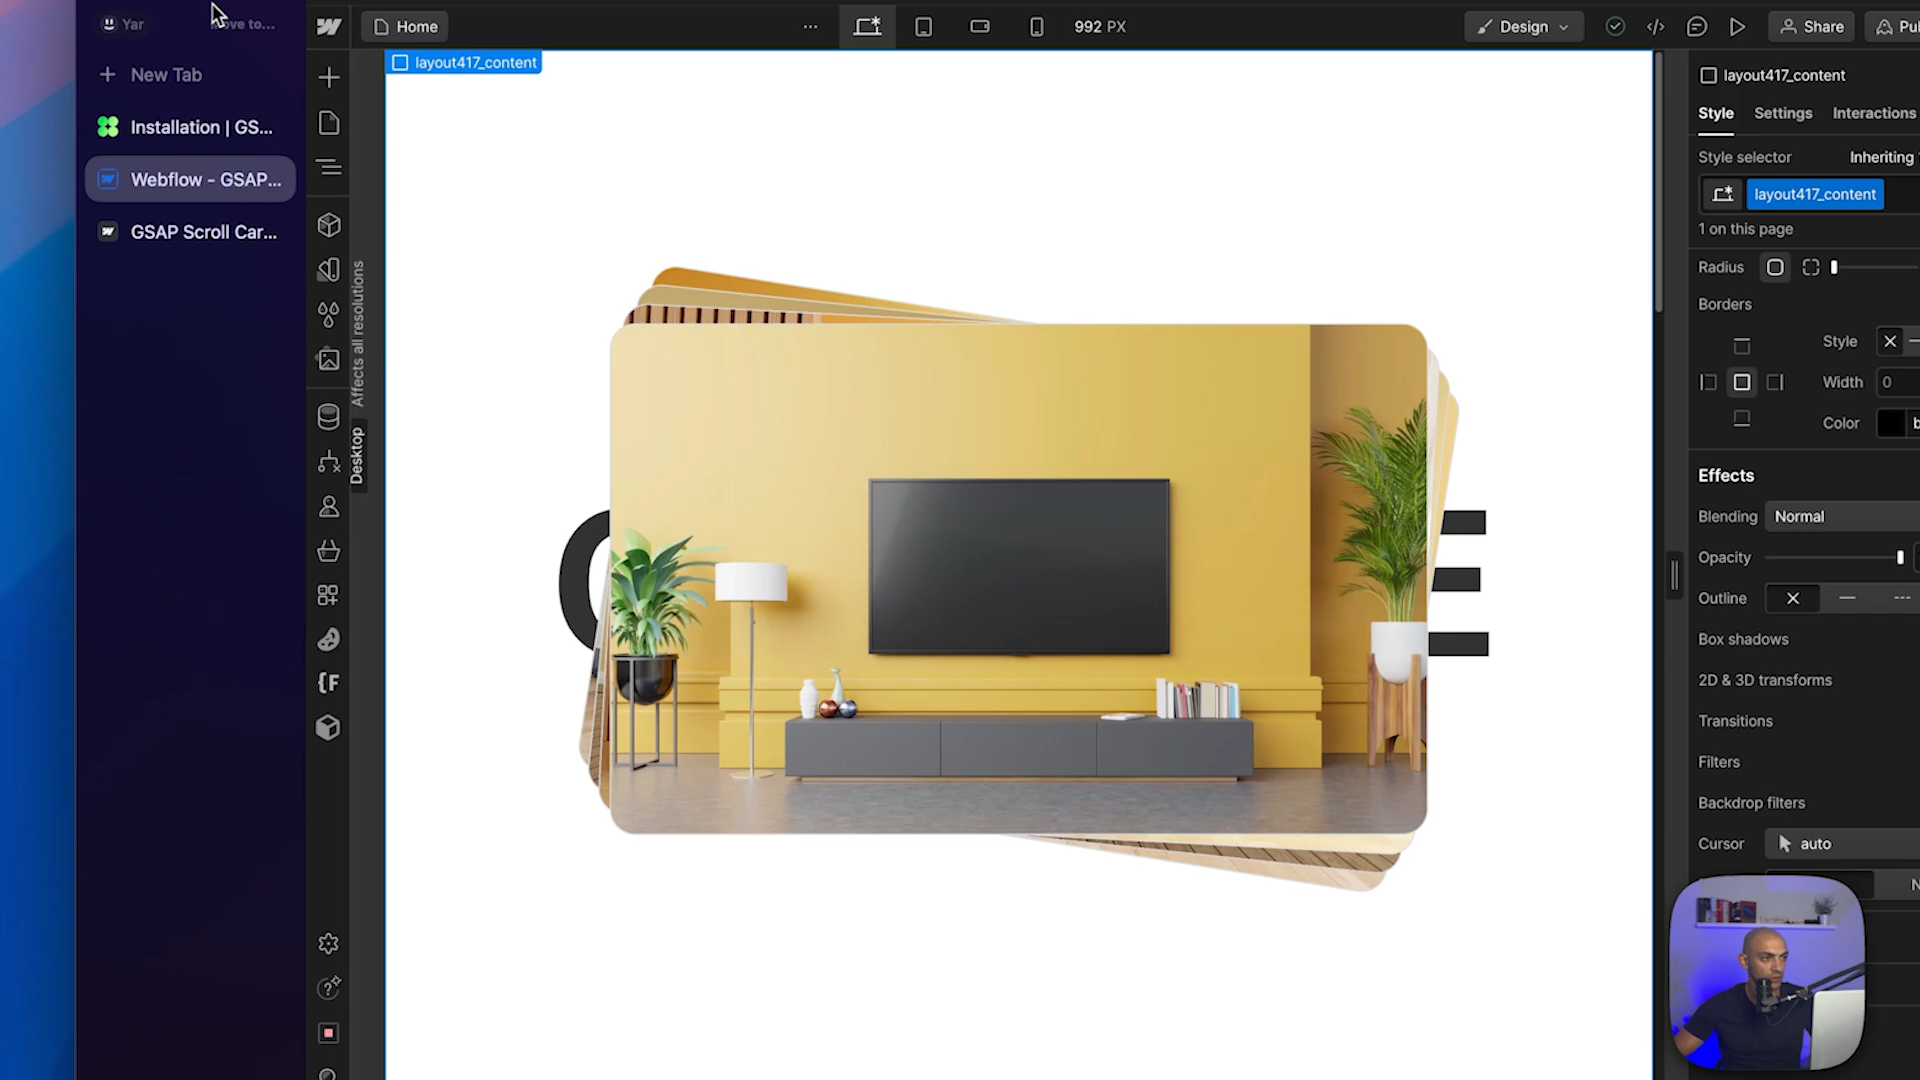 Yar
New Tab
Installation | GS...
Webflow - GSAP...
GSAP Scroll Car...
Home
992 PX
Design
Share
layout417_content
Affects all resolutions
Desktop
C
E
layout417_content
Style
Settings
Interactions
Style selector
Inheriting
layout417_content
1 on this page
Radius
Borders
Style
Width
0
Color
Effects
Blending
Normal
Opacity
Outline
Box shadows
2D & 3D transforms
Transitions
Filters
Backdrop filters
Cursor
auto